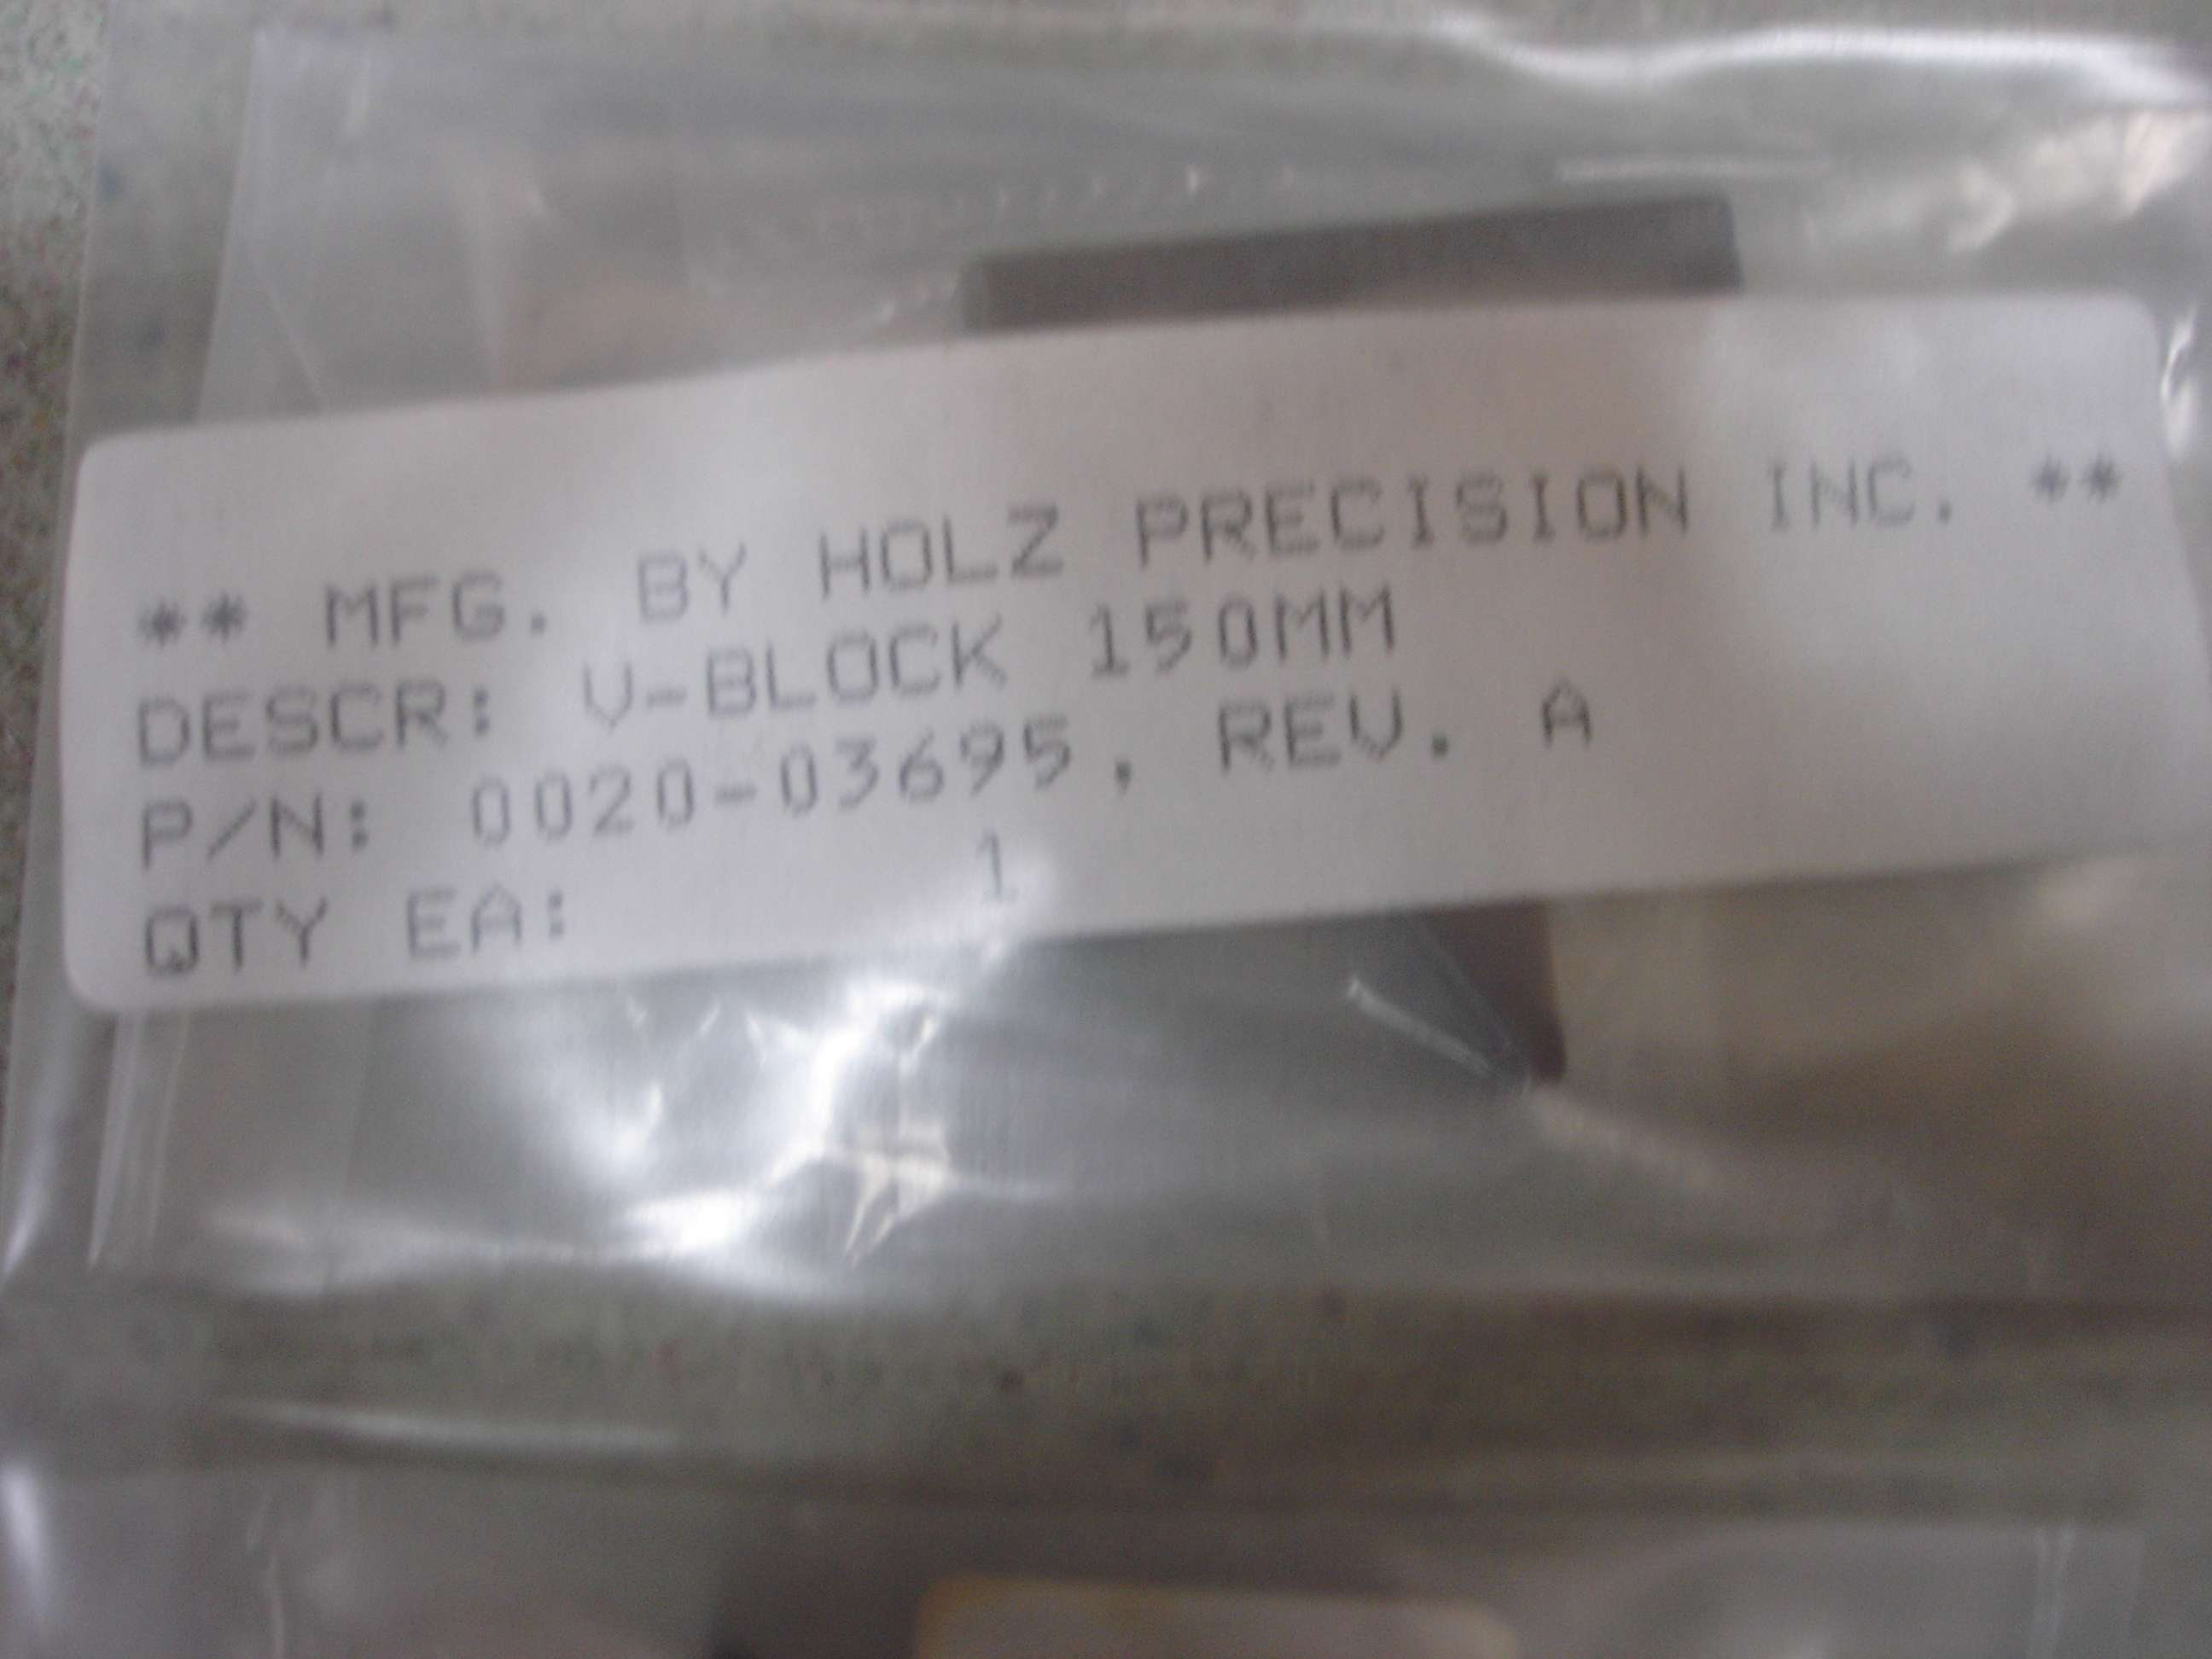 ** MFG. BY HOLZ PRECISION INC. **
DESCR: V-BLOCK 150MM
P/N: 0020-03695, REV. A
QTY EA: 1